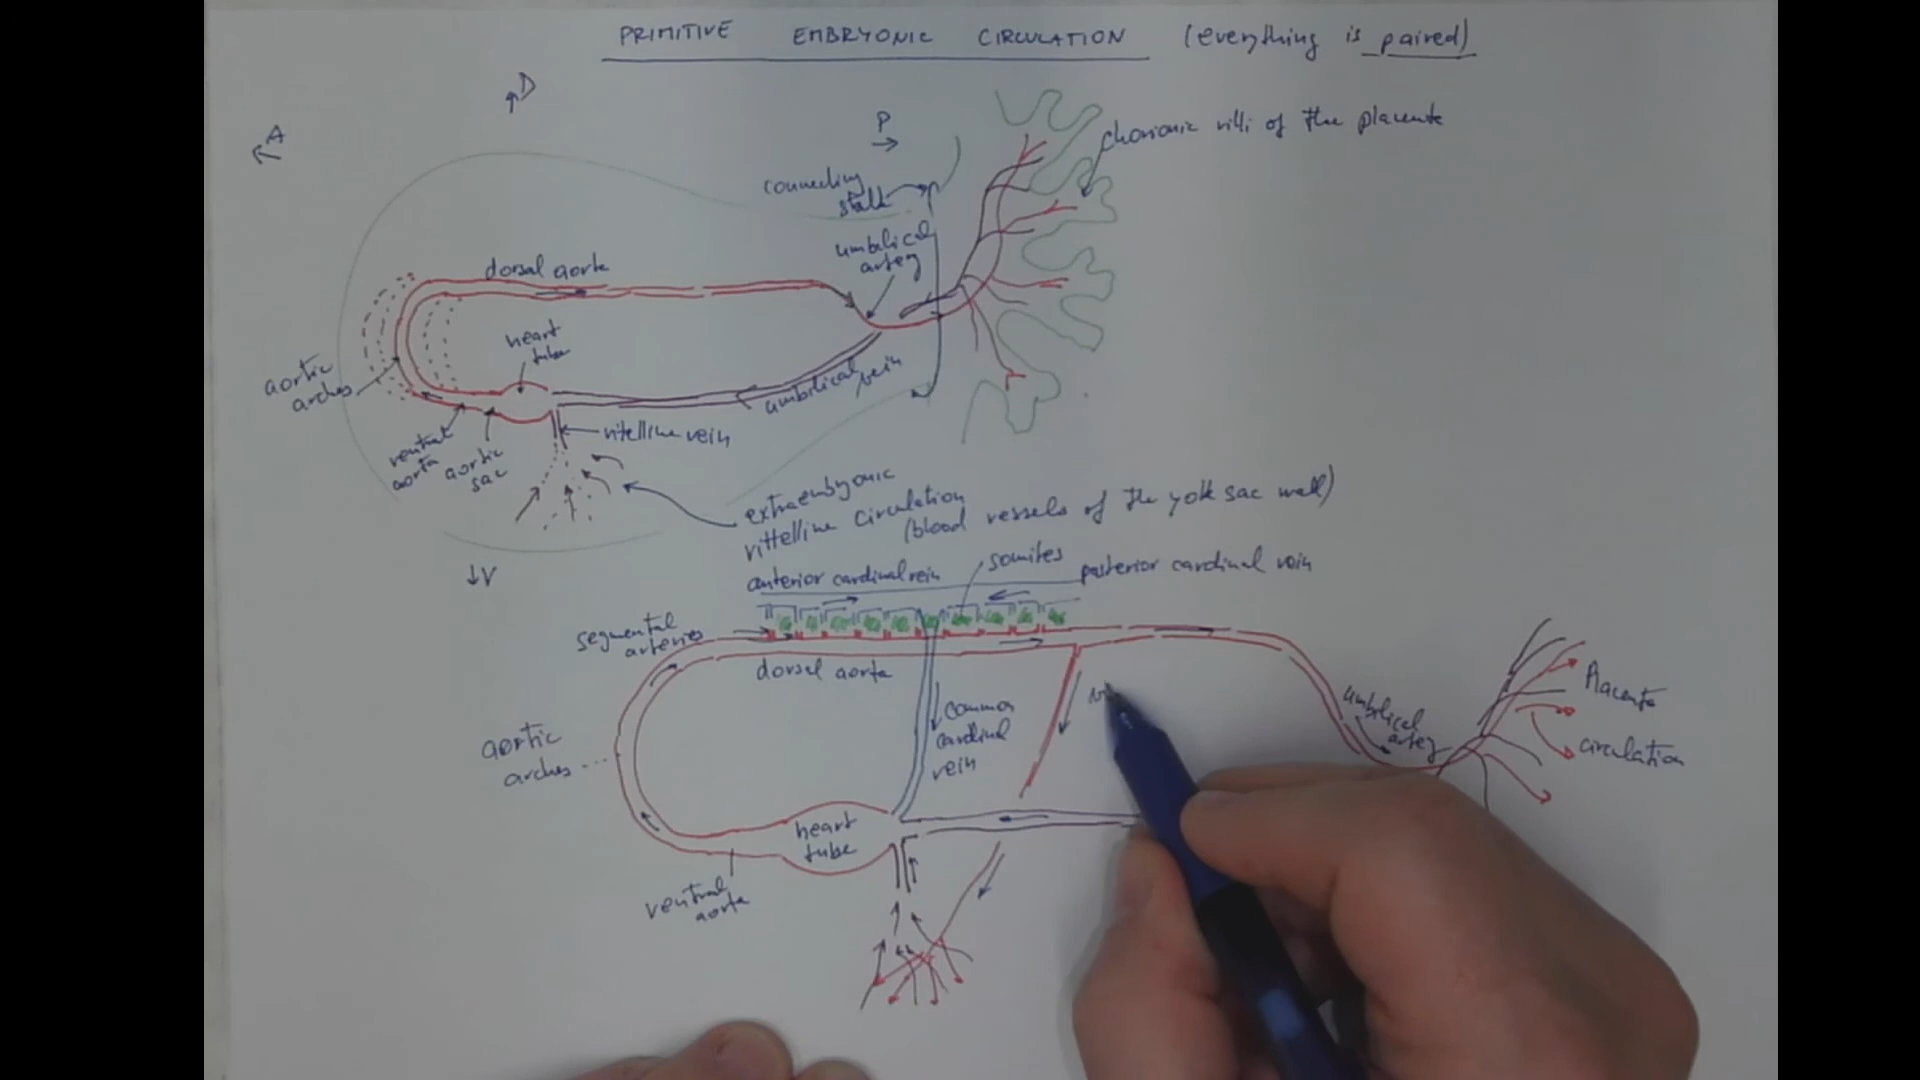 PRIMITIVE EMBRYONIC CIRCULATION (everything is paired)
D
A
P
chorionic villi of the placenta
connecting
stalk
umbilical
artery
dorsal aorta
heart
tube
aortic
arches
umbilical vein
vitelline vein
ventral
aorta
aortic
sac
extraembryonic
vittelline circulation
(blood vessels of the yolk sac wall)
V
anterior cardinal vein
somites
posterior cardinal vein
segmental
arteries
dorsal aorta
common
cardinal
vein
umbilical
artery
Placenta
circulation
aortic
arches
heart
tube
ventral
aorta